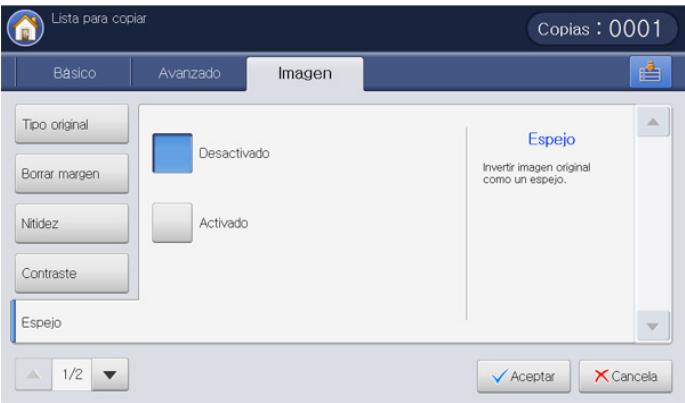 Lista para copiar
Copias : 0001
Básico
Avanzado
Imagen
Tipo original
Borrar margen
Nitidez
Contraste
Espejo
Desactivado
Activado
Espejo
Invertir imagen original
como un espejo.
1/2
Aceptar
Cancela